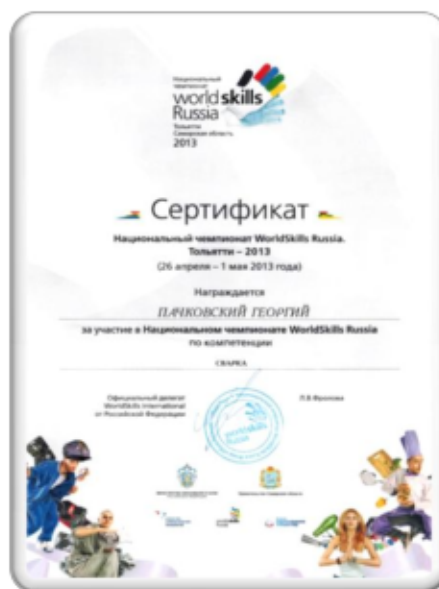 Национальный
чемпионат
world skills
Russia
Тольятти
Самарская область
2013
Сертификат
Национальный чемпионат WorldSkills Russia.
Тольятти – 2013
(26 апреля – 1 мая 2013 года)
Награждается
ПАЧКОВСКИЙ ГЕОРГИЙ
за участие в Национальном чемпионате WorldSkills Russia
по компетенции
СВАРКА
Официальный делегат
WorldSkills International
от Российской Федерации
worldskills
Russia